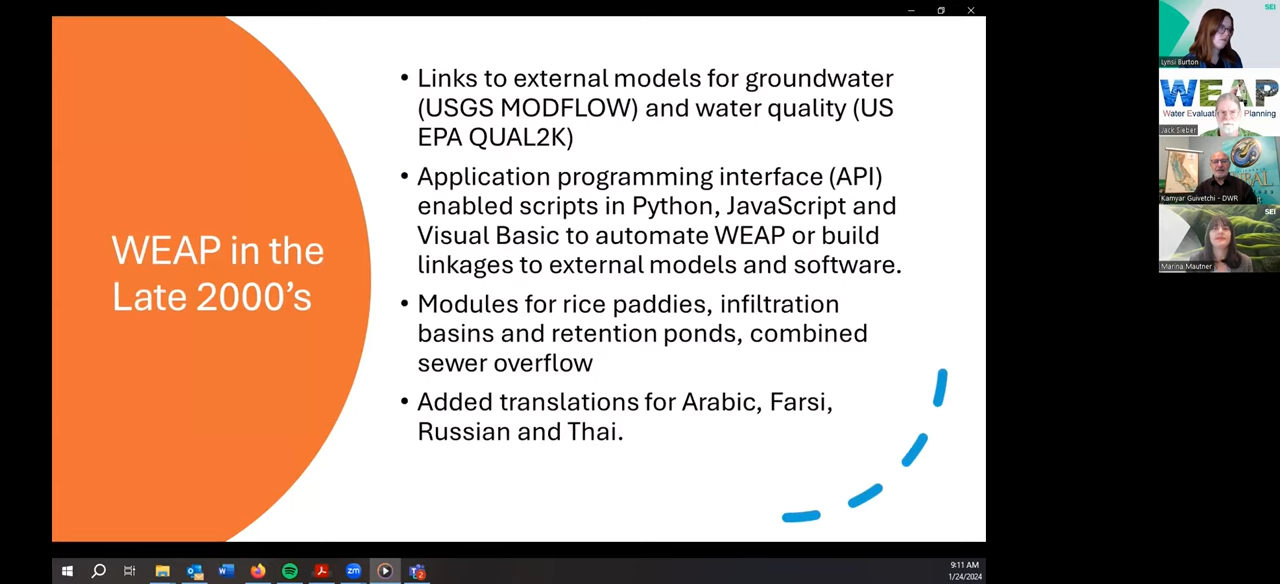 WEAP in the
Late 2000's
• Links to external models for groundwater
(USGS MODFLOW) and water quality (US
EPA QUAL2K)
• Application programming interface (API)
enabled scripts in Python, JavaScript and
Visual Basic to automate WEAP or build
linkages to external models and software.
• Modules for rice paddies, infiltration
basins and retention ponds, combined
sewer overflow
• Added translations for Arabic, Farsi,
Russian and Thai.
SEI
Lynsi Burton
WEAP
Water Planning
Jack Sieber
Kamyar Guivetchi - DWR
SEI
Marina Mautner
zm
9:11 AM
1/24/2024